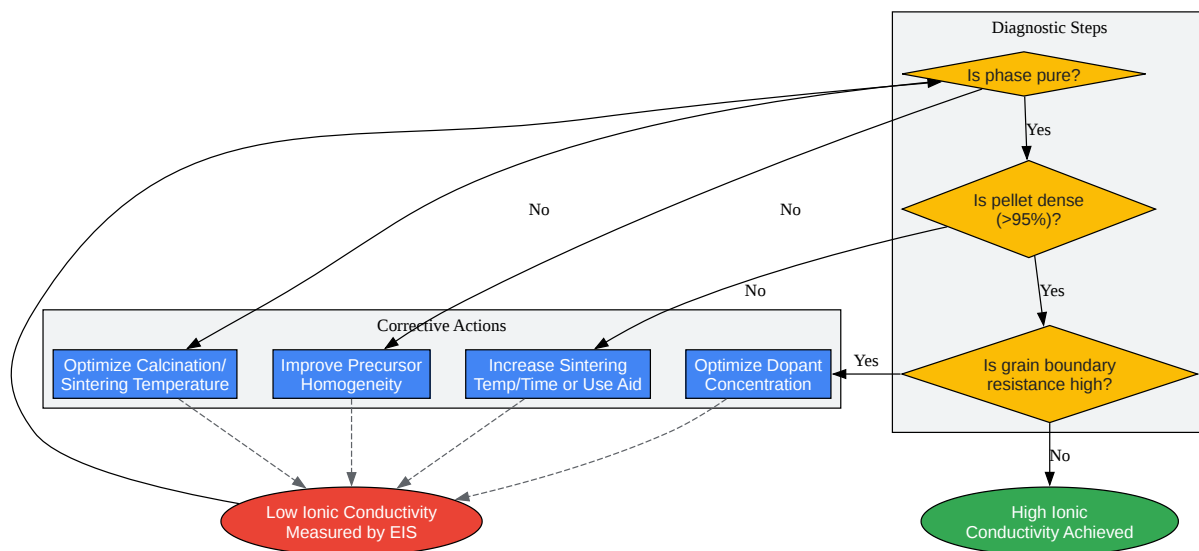 Diagnostic Steps
Is phase pure?
Yes
No
No
Is pellet dense
(>95%)?
No
Yes
Corrective Actions
Optimize Calcination/
Sintering Temperature
Improve Precursor
Homogeneity
Increase Sintering
Temp/Time or Use Aid
Optimize Dopant
Concentration
Yes
Is grain boundary
resistance high?
No
Low Ionic Conductivity
Measured by EIS
High Ionic
Conductivity Achieved